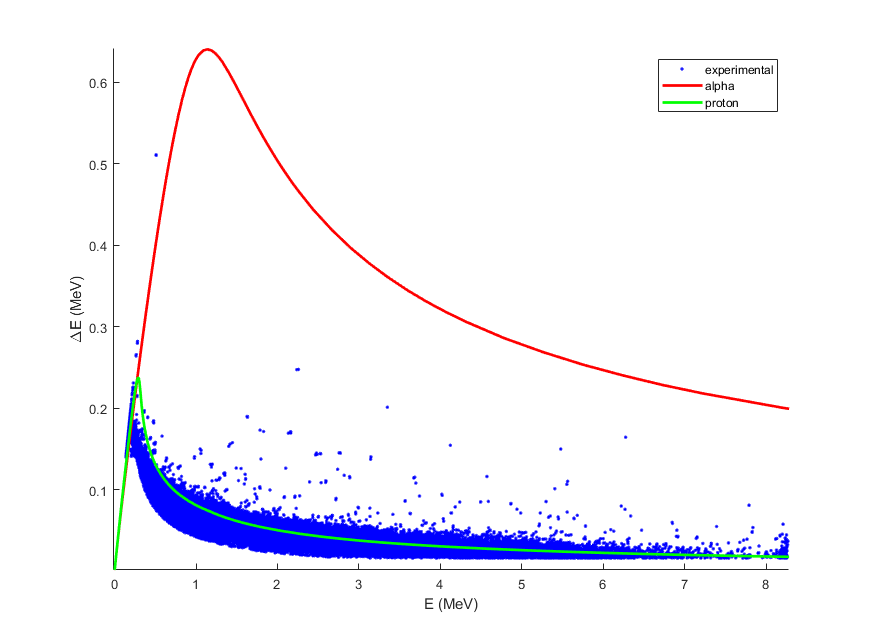 0.6
0.5
0.4
0.3
0.2
0.1
ΔE (MeV)
0 1 2 3 4 5 6 7 8
E (MeV)
experimental
alpha
proton